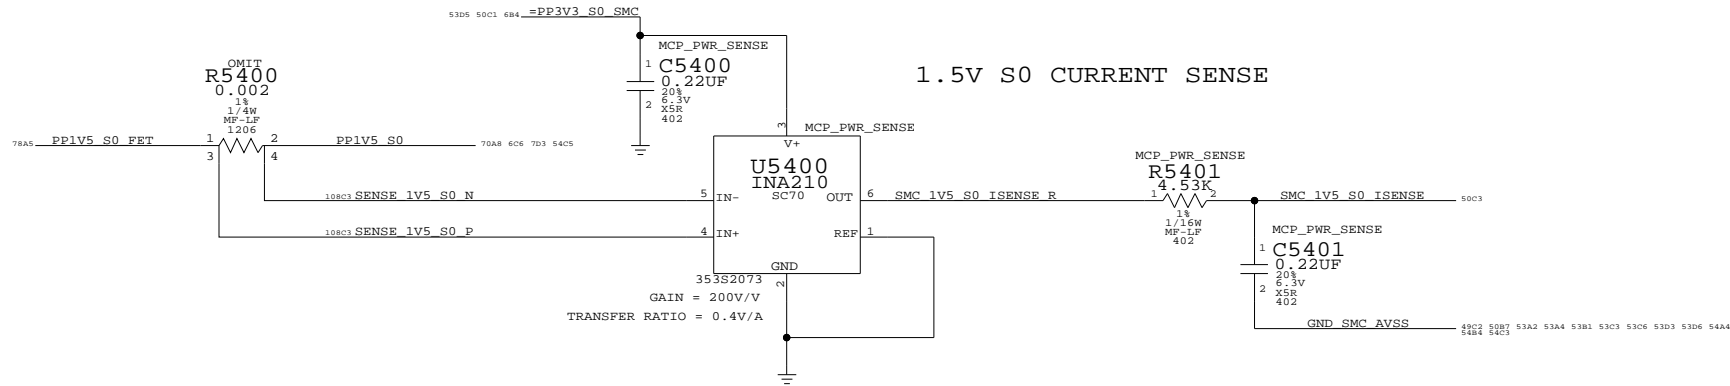 53D5 50C1 6B4 =PP3V3_S0_SMC
MCP_PWR_SENSE
1 C5400
0.22UF
20%
6.3V
2 X5R
402
1.5V S0 CURRENT SENSE
OMIT
R5400
0.002
1%
1/4W
MF-LF
1206
78A5 PP1V5_S0_FET 1 2 PP1V5_S0 70A8 6C6 7D3 54C5
3 4
3 MCP_PWR_SENSE
V+
U5400
INA210
SC70
108C3 SENSE_1V5_S0_N 5 IN- OUT 6 SMC_1V5_S0_ISENSE_R
108C3 SENSE_1V5_S0_P 4 IN+ REF 1
GND
2
353S2073
GAIN = 200V/V
TRANSFER RATIO = 0.4V/A
MCP_PWR_SENSE
R5401
4.53K
1 2 SMC_1V5_S0_ISENSE 50C3
1%
1/16W
MF-LF
402
MCP_PWR_SENSE
1 C5401
0.22UF
20%
6.3V
2 X5R
402
GND_SMC_AVSS 49C2 50B7 53A2 53A4 53B1 53C3 53C6 53D3 53D6 54A4
54B4 54C3